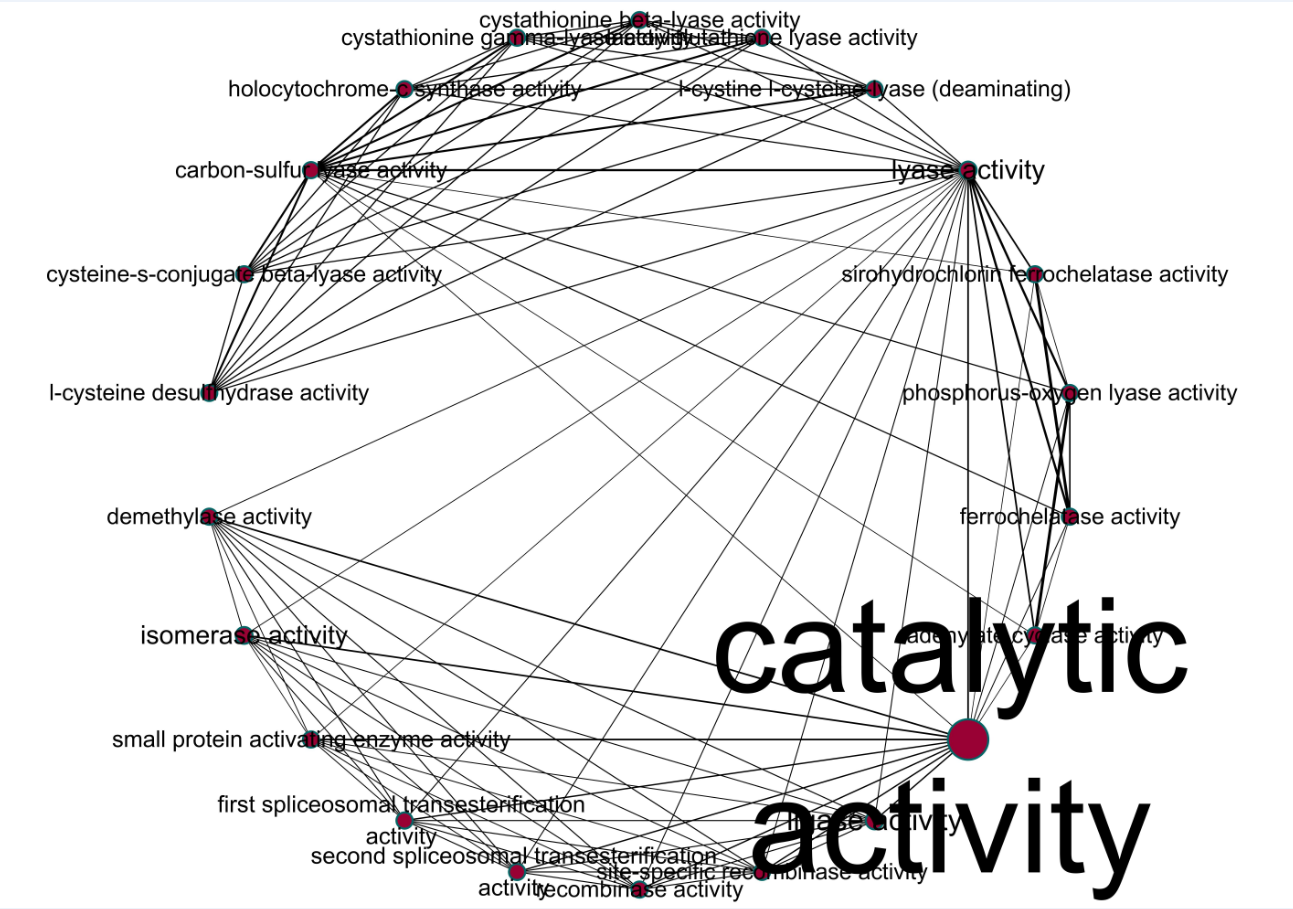 cystathionine beta-lyase activity
cystathionine gamma-lyase activity
lactoylglutathione lyase activity
holocytochrome-c synthase activity
l-cystine l-cysteine-lyase (deaminating)
carbon-sulfur lyase activity
lyase activity
cysteine-s-conjugate beta-lyase activity
sirohydrochlorin ferrochelatase activity
l-cysteine desulfhydrase activity
phosphorus-oxygen lyase activity
demethylase activity
ferrochelatase activity
isomerase activity
adenylate cyclase activity
catalytic
activity
small protein activating enzyme activity
first spliceosomal transesterification
activity
ligase activity
second spliceosomal transesterification
activity
site-specific recombinase activity
recombinase activity